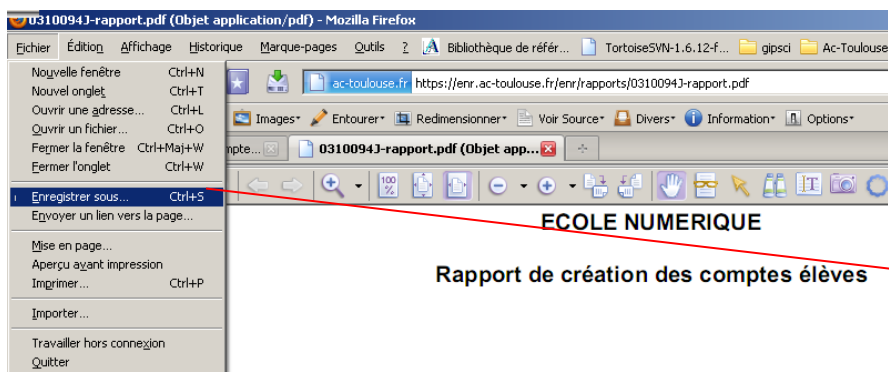 0310094J-rapport.pdf (Objet application/pdf) - Mozilla Firefox
Fichier Édition Affichage Historique Marque-pages Outils ? Bibliothèque de référ... TortoiseSVN-1.6.12-f... gipsci Ac-Toulouse
Nouvelle fenêtre Ctrl+N
Nouvel onglet Ctrl+T
Ouvrir une adresse... Ctrl+L
Ouvrir un fichier... Ctrl+O
Fermer la fenêtre Ctrl+Maj+W
Fermer l'onglet Ctrl+W
Enregistrer sous... Ctrl+S
Envoyer un lien vers la page...
Mise en page...
Aperçu avant impression
Imprimer... Ctrl+P
Importer...
Travailler hors connexion
Quitter
ac-toulouse.fr https://enr.ac-toulouse.fr/enr/rapports/0310094J-rapport.pdf
Images Entourer Redimensionner Voir Source Divers Information Options
mpte... 0310094J-rapport.pdf (Objet app...
100%
ECOLE NUMERIQUE
Rapport de création des comptes élèves